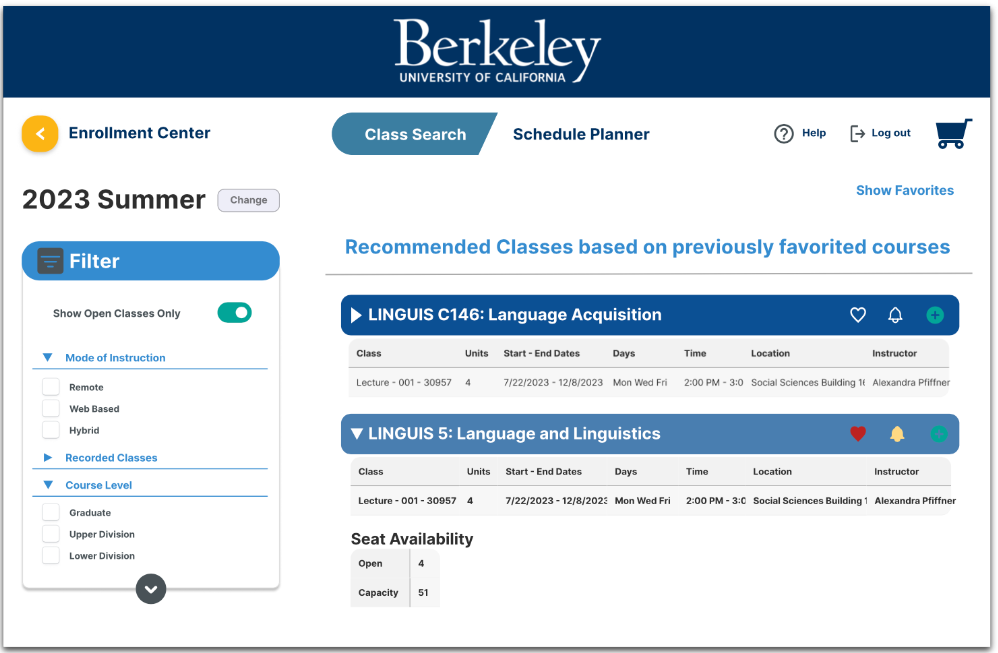 Berkeley
UNIVERSITY OF CALIFORNIA
Enrollment Center
Class Search
Schedule Planner
Help
Log out
2023 Summer
Change
Show Favorites
Recommended Classes based on previously favorited courses
Filter
Show Open Classes Only
Mode of Instruction
Remote
Web Based
Hybrid
Recorded Classes
Course Level
Graduate
Upper Division
Lower Division
LINGUIS C146: Language Acquisition
Class Units Start - End Dates Days Time Location Instructor
Lecture - 001 - 30957 4 7/22/2023 - 12/8/2023 Mon Wed Fri 2:00 PM - 3:0 Social Sciences Building 16 Alexandra Pfiffner
LINGUIS 5: Language and Linguistics
Class Units Start - End Dates Days Time Location Instructor
Lecture - 001 - 30957 4 7/22/2023 - 12/8/2023 Mon Wed Fri 2:00 PM - 3:0 Social Sciences Building 1 Alexandra Pfiffner
Seat Availability
Open 4
Capacity 51